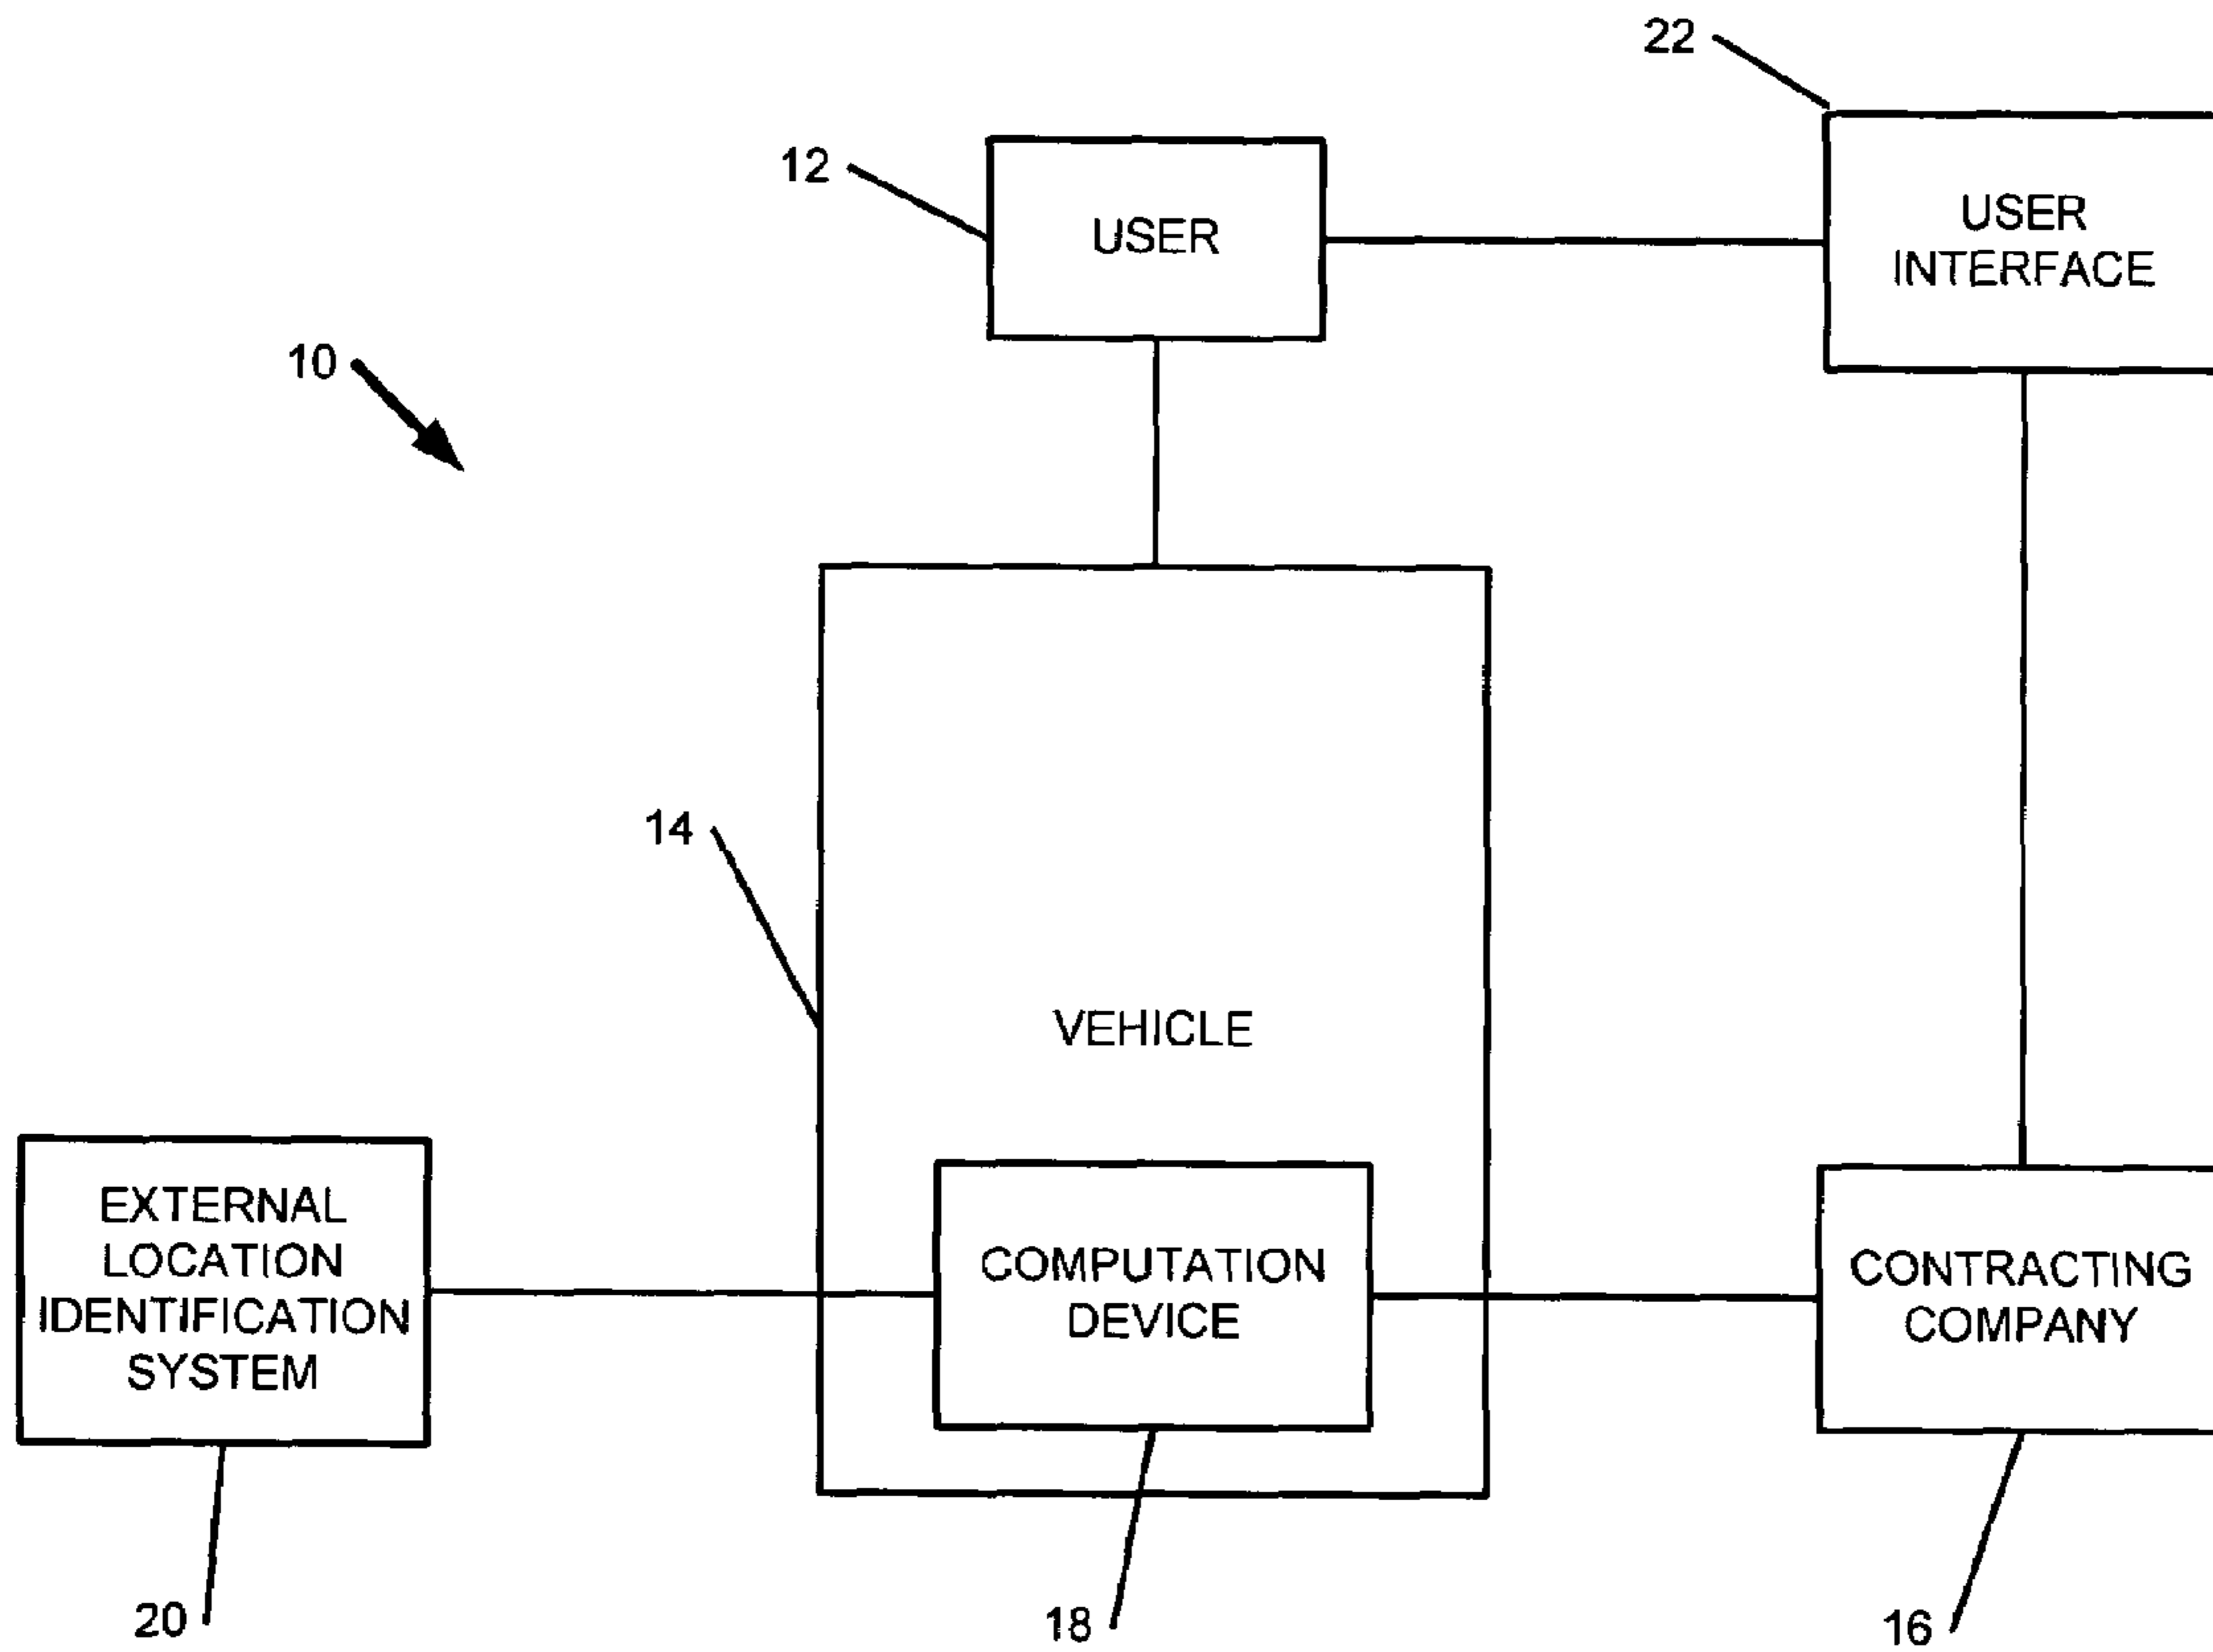 22
12
USER
USER
INTERFACE
10
14
VEHICLE
EXTERNAL
LOCATION
IDENTIFICATION
SYSTEM
COMPUTATION
DEVICE
CONTRACTING
COMPANY
20
18
16